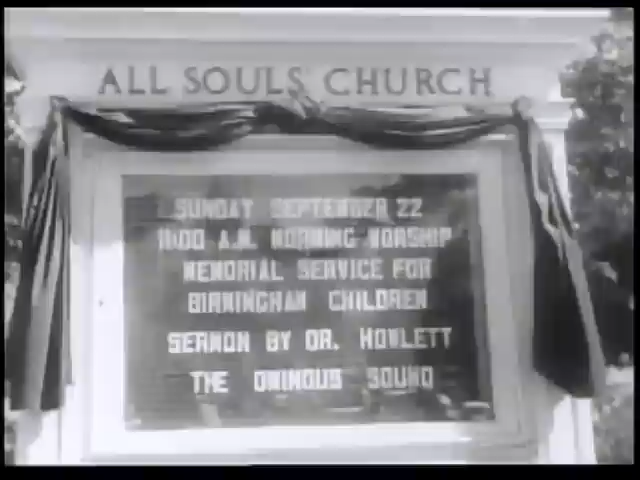 ALL SOULS CHURCH
SUNDAY SEPTEMBER 22
11:00 A.M. MORNING WORSHIP
MEMORIAL SERVICE FOR
BIRMINGHAM CHILDREN
SERMON BY DR. HOWLETT
THE OMINOUS SOUND